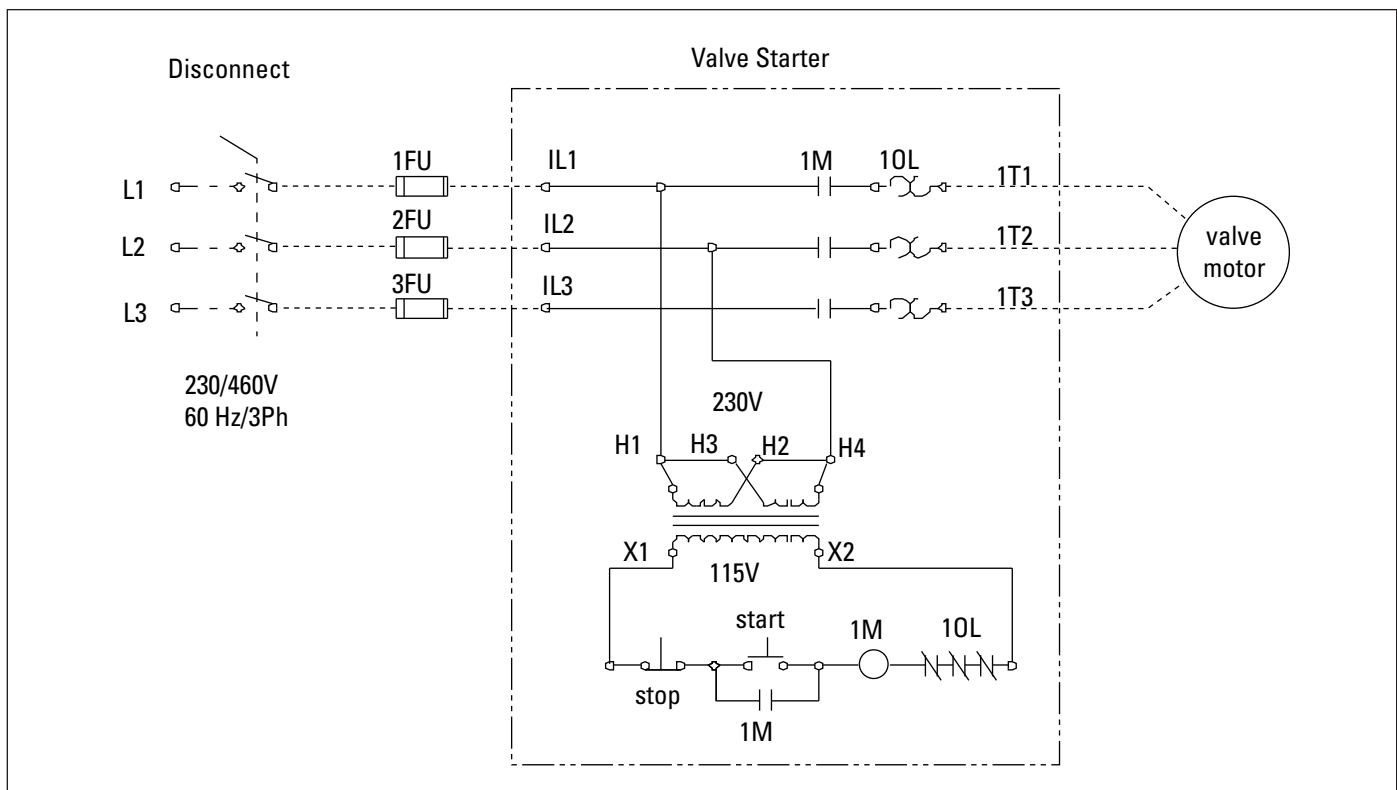 Disconnect
Valve Starter
L1
1FU
IL1
1M
1OL
1T1
L2
2FU
IL2
1T2
L3
3FU
IL3
1T3
valve
motor
230/460V
60 Hz/3Ph
230V
H1
H3
H2
H4
X1
115V
X2
start
1M
1OL
stop
1M